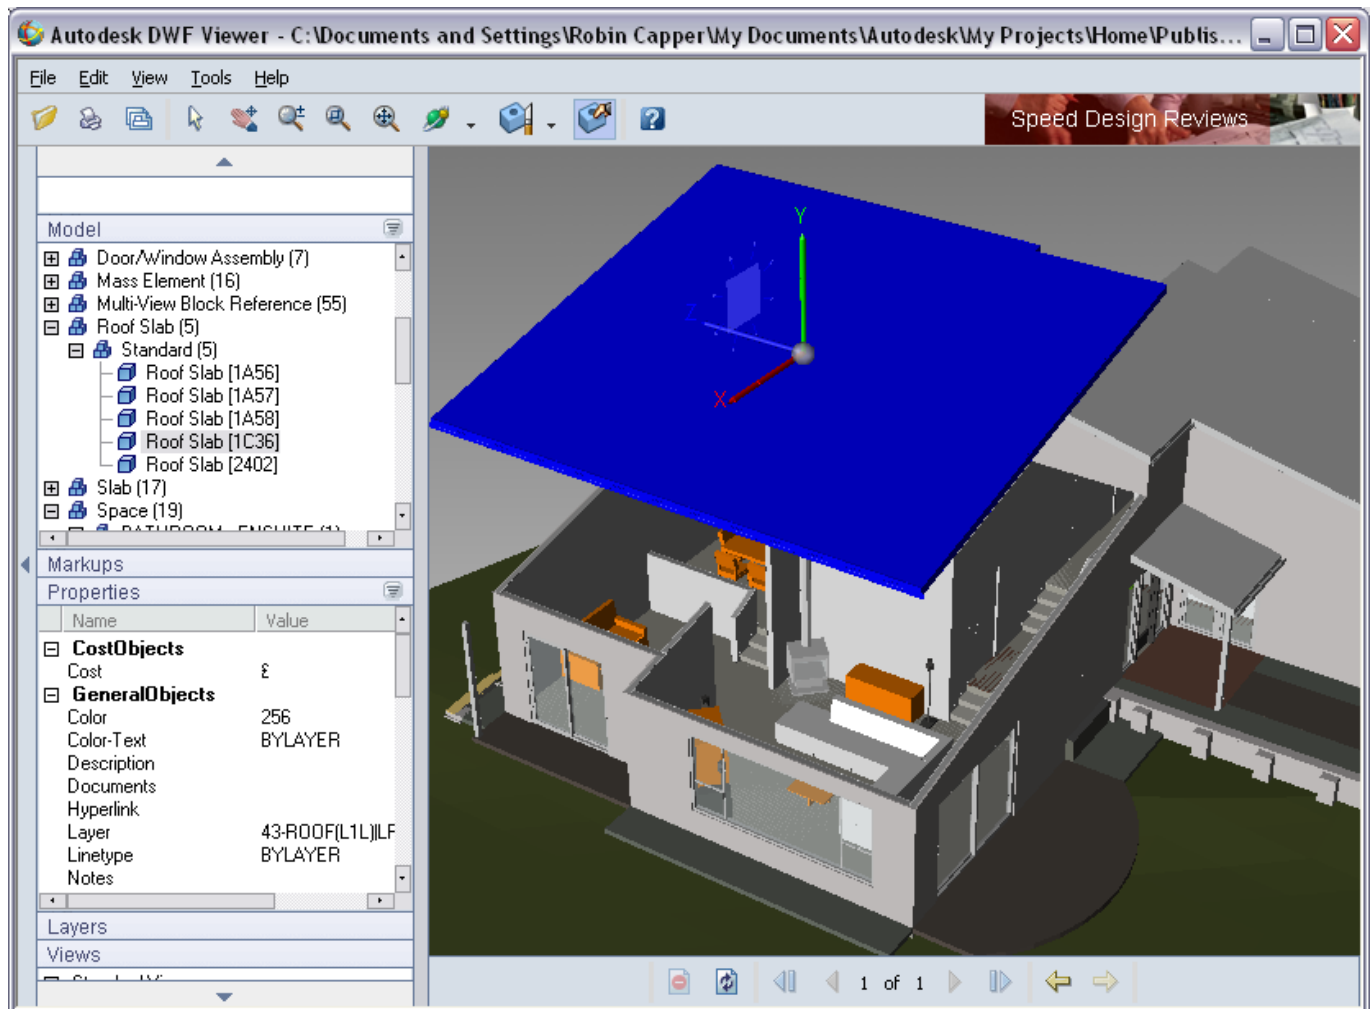 Autodesk DWF Viewer - C:\Documents and Settings\Robin Capper\My Documents\Autodesk\My Projects\Home\Publis...
File Edit View Tools Help
Speed Design Reviews
Model
Door/Window Assembly (7)
Mass Element (16)
Multi-View Block Reference (55)
Roof Slab (5)
Standard (5)
Roof Slab [1A56]
Roof Slab [1A57]
Roof Slab [1A58]
Roof Slab [1C36]
Roof Slab [2402]
Slab (17)
Space (19)
BATHROOM - ENSUITE (1)
Markups
Properties
Name Value
CostObjects
Cost £
GeneralObjects
Color 256
Color-Text BYLAYER
Description
Documents
Hyperlink
Layer 43-ROOF(L1L)|LF
Linetype BYLAYER
Notes
Layers
Views
Y
Z
X
1 of 1